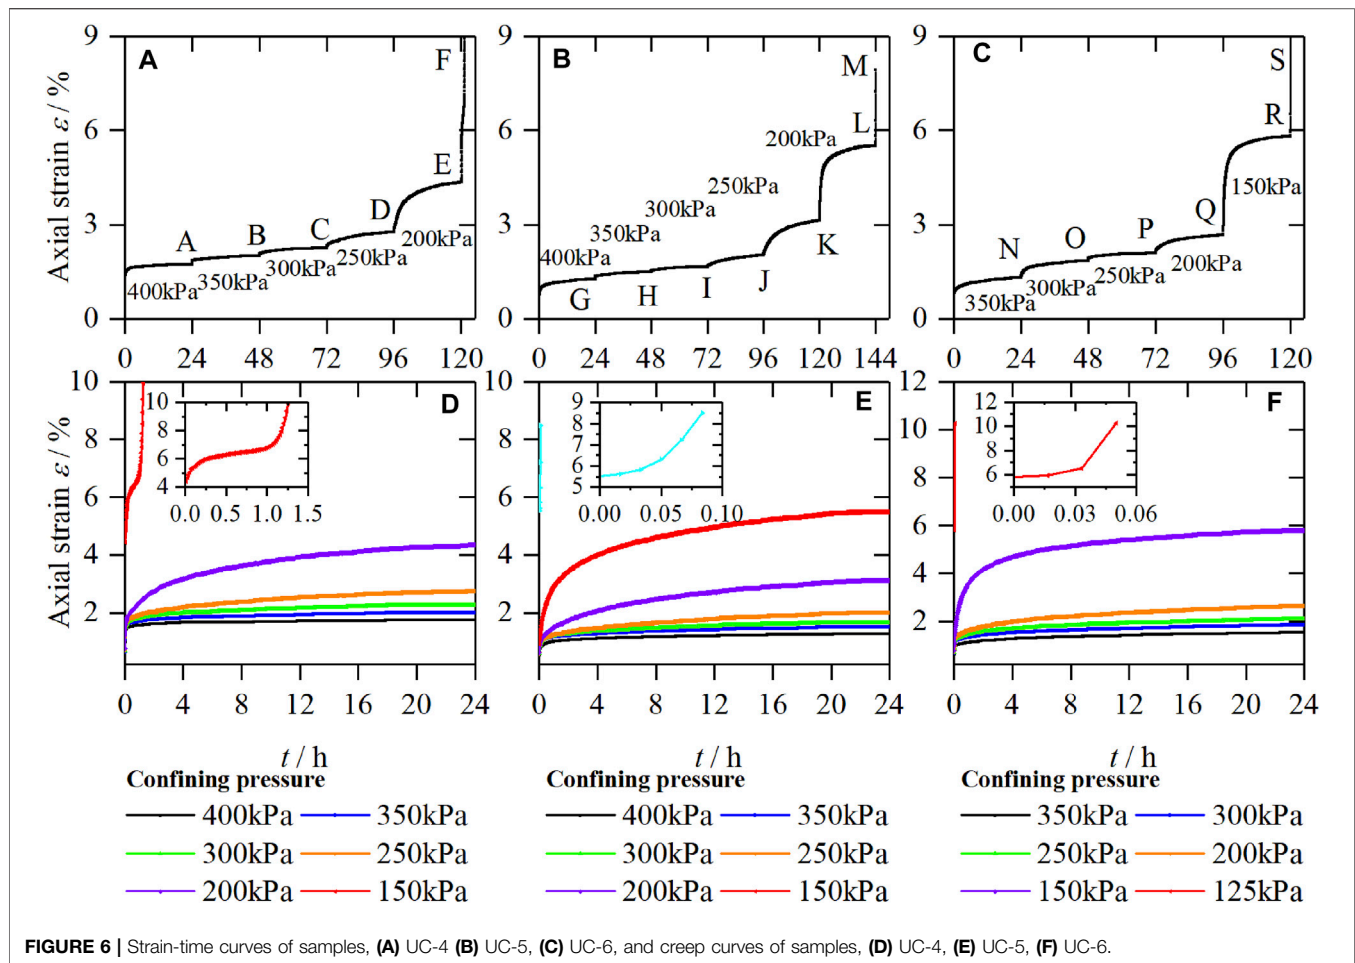 Axial strain ε / %
9
6
3
0
A
A
B
C
D
E
F
400kPa
350kPa
300kPa
250kPa
200kPa
0 24 48 72 96 120
9
6
3
0
B
400kPa
350kPa
300kPa
250kPa
200kPa
G
H
I
J
K
L
M
0 24 48 72 96 120 144
9
6
3
0
C
N
O
P
Q
R
S
350kPa
300kPa
250kPa
200kPa
150kPa
0 24 48 72 96 120
Axial strain ε / %
10
8
6
4
2
D
10
8
6
4
0.0 0.5 1.0 1.5
0 4 8 12 16 20 24
10
8
6
4
2
E
9
8
7
6
5
0.00 0.05 0.10
0 4 8 12 16 20 24
12
10
8
6
4
2
F
12
10
8
6
0.00 0.03 0.06
0 4 8 12 16 20 24
t / h
t / h
t / h
Confining pressure
400kPa 350kPa
300kPa 250kPa
200kPa 150kPa
Confining pressure
400kPa 350kPa
300kPa 250kPa
200kPa 150kPa
Confining pressure
350kPa 300kPa
250kPa 200kPa
150kPa 125kPa
FIGURE 6 | Strain-time curves of samples, (A) UC-4 (B) UC-5, (C) UC-6, and creep curves of samples, (D) UC-4, (E) UC-5, (F) UC-6.